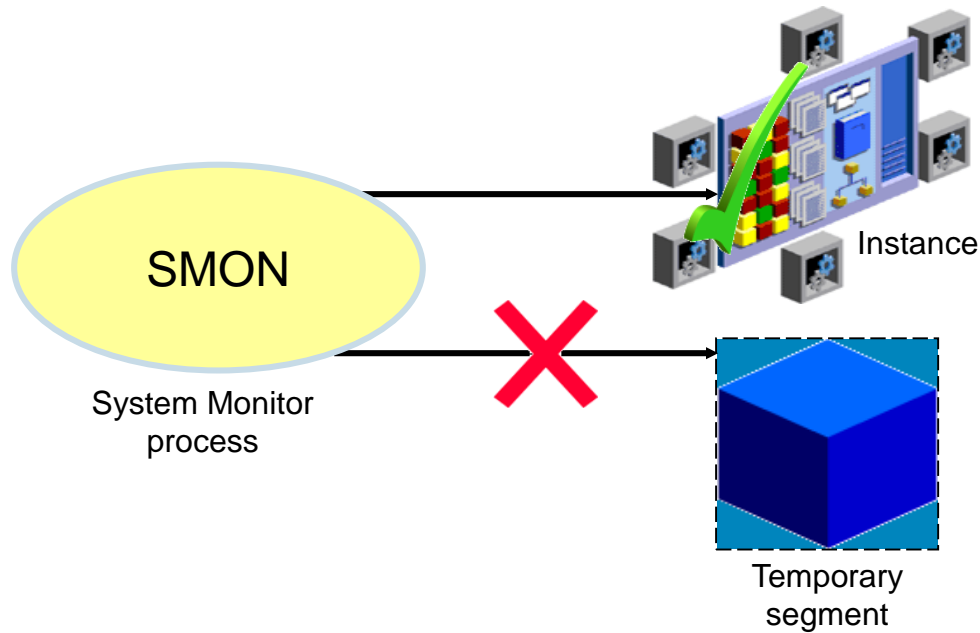 SMON
System Monitor
process
Instance
Temporary
segment